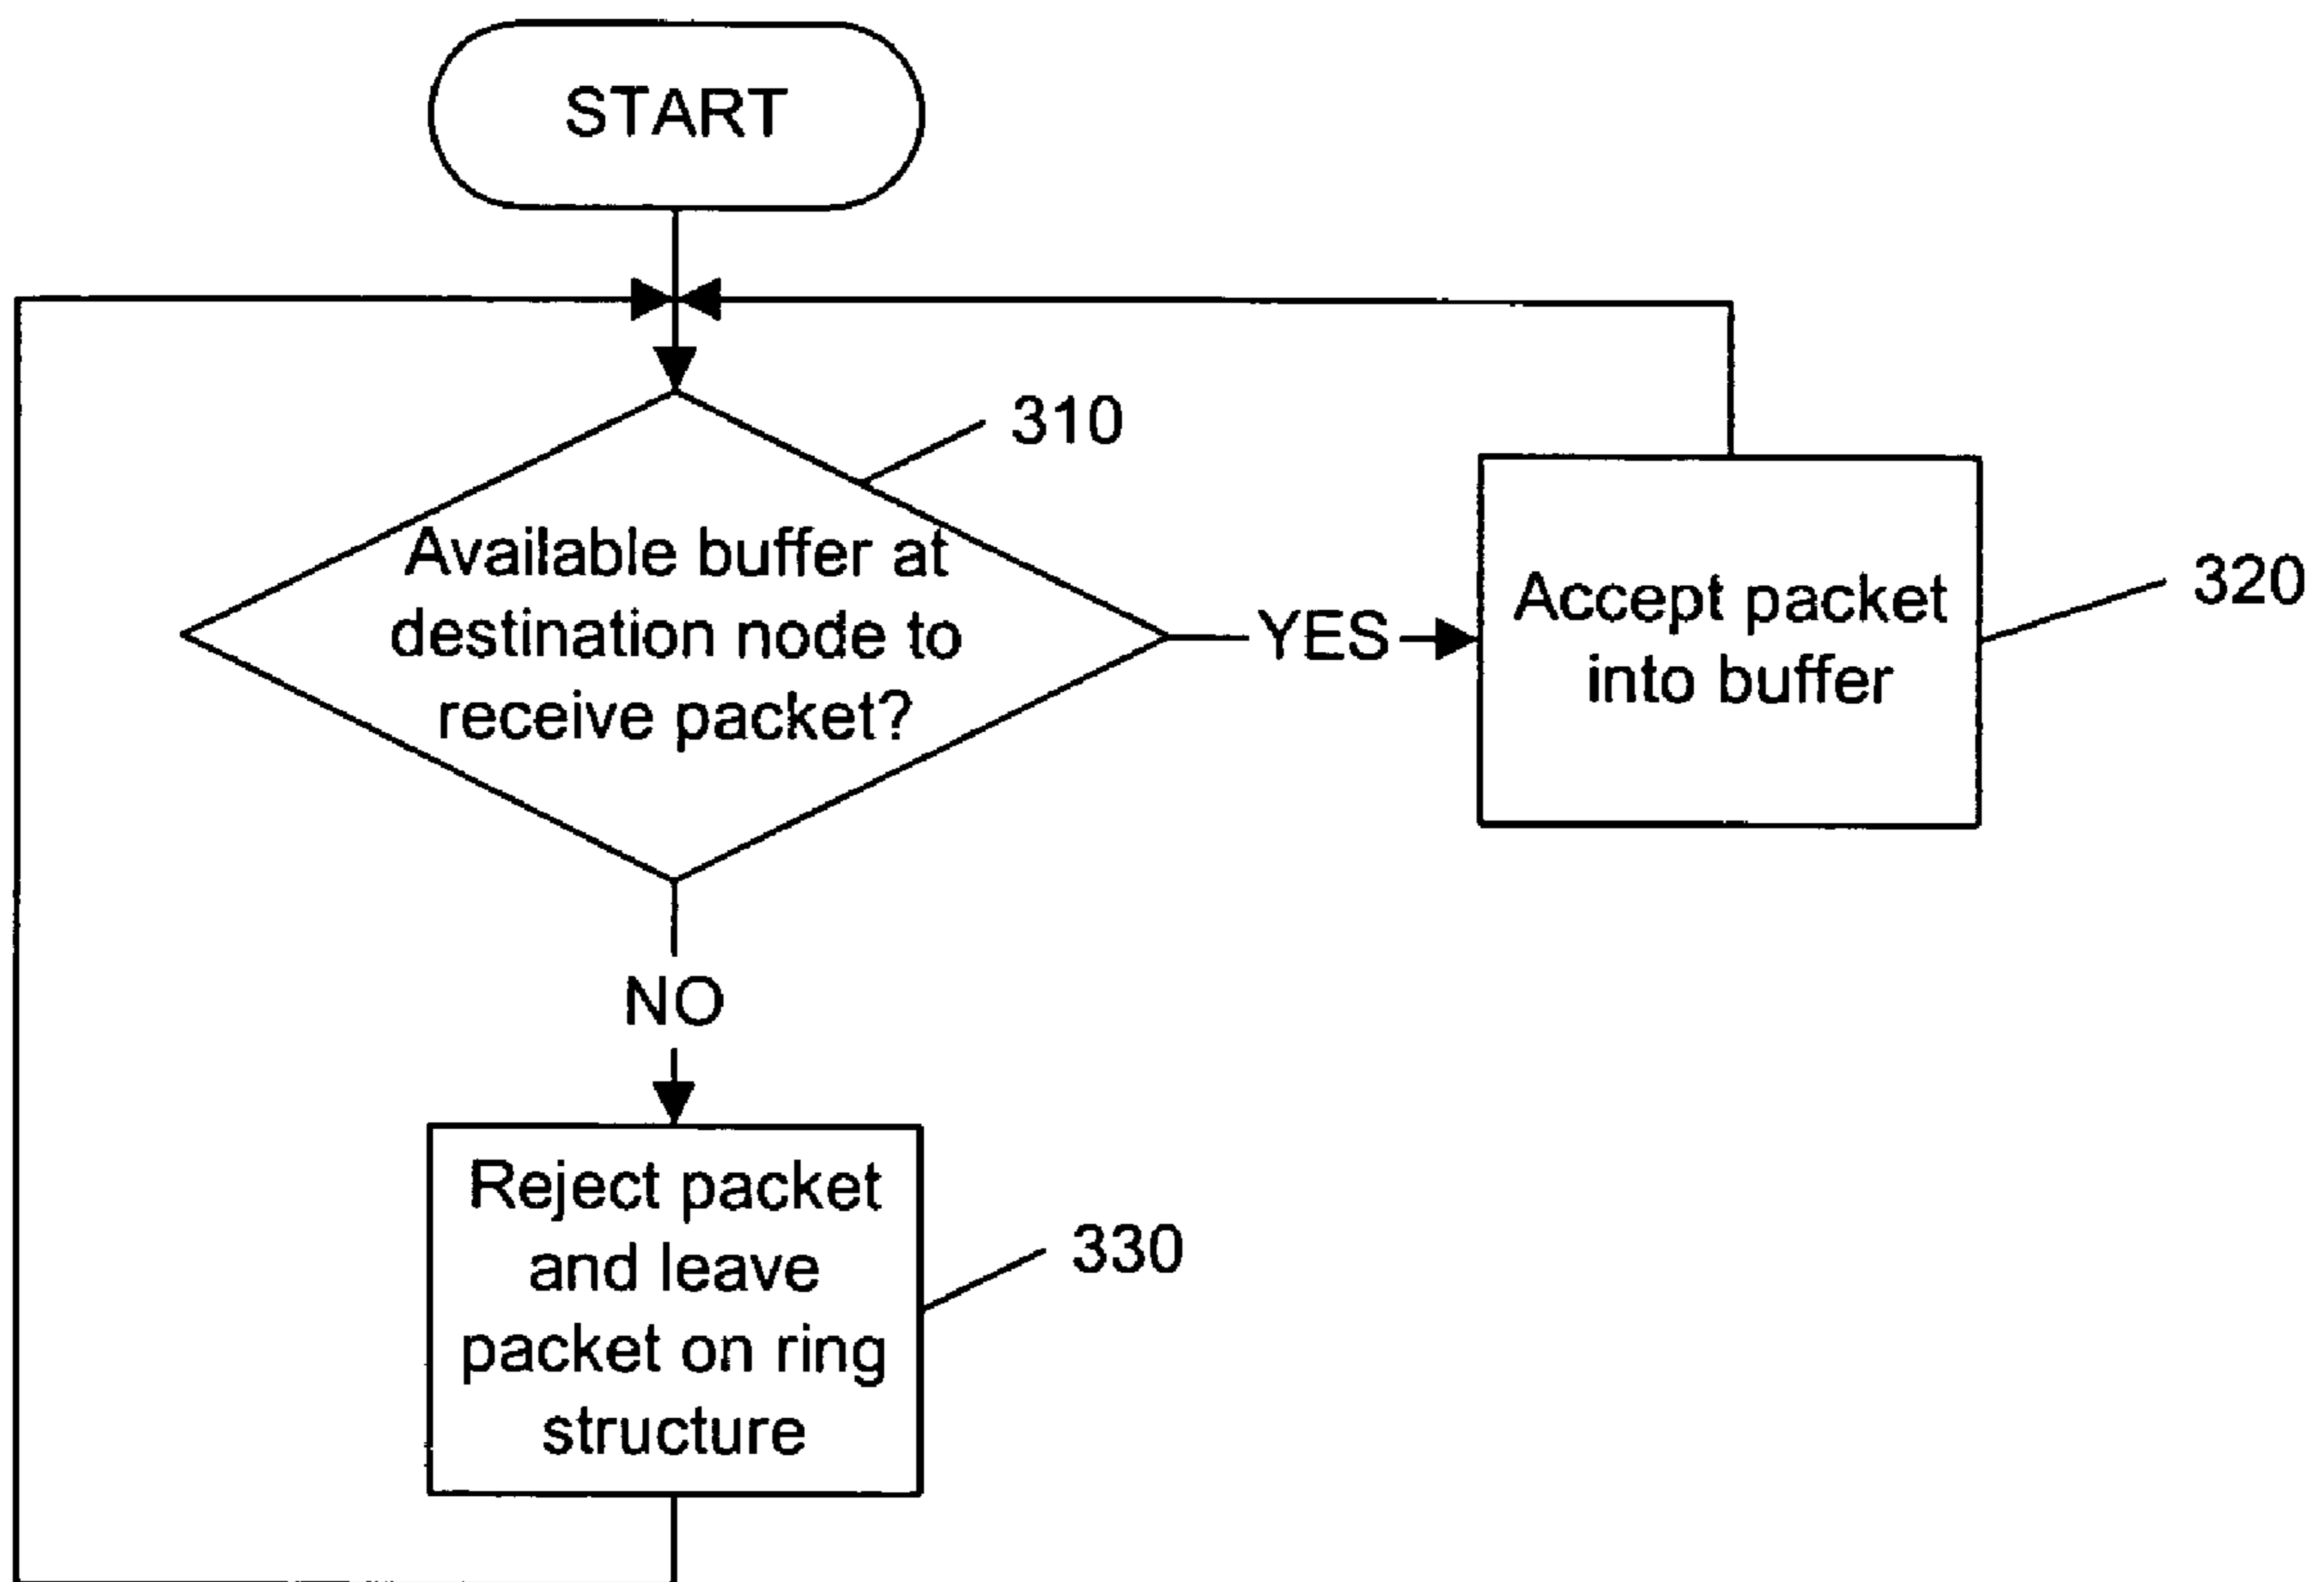 START
310
Available buffer at
destination node to
receive packet?
YES
Accept packet
into buffer
320
NO
Reject packet
and leave
packet on ring
structure
330